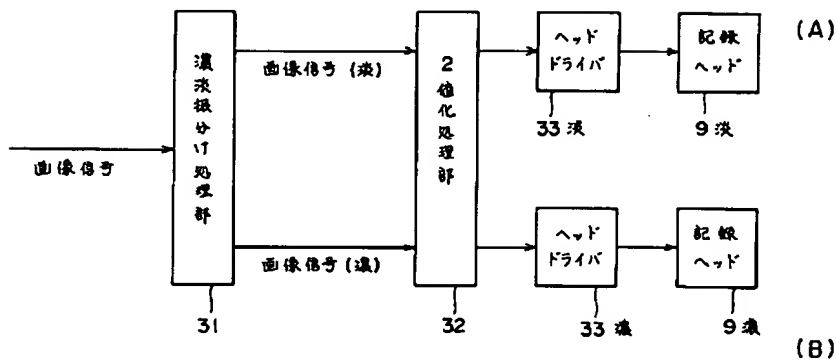 (A)
画像信号
濃淡振分け処理部
31
画像信号(淡)
画像信号(濃)
2値化処理部
32
ヘッド
ドライバ
33淡
記録
ヘッド
9淡
ヘッド
ドライバ
33濃
記録
ヘッド
9濃
(B)